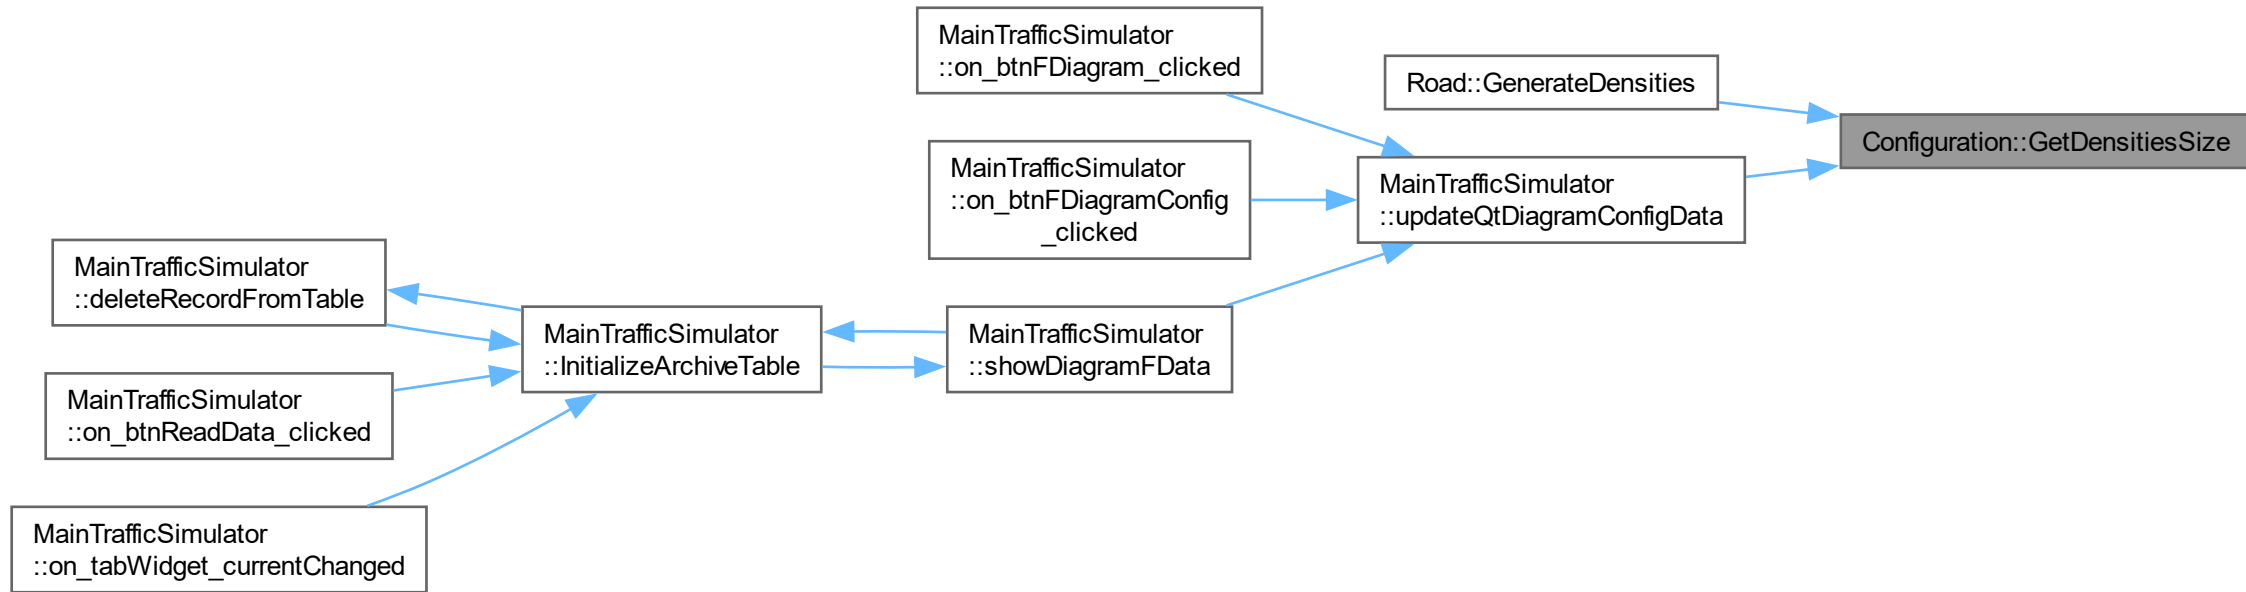 MainTrafficSimulator
::on_btnFDiagram_clicked
Road::GenerateDensities
Configuration::GetDensitiesSize
MainTrafficSimulator
::on_btnFDiagramConfig
_clicked
MainTrafficSimulator
::updateQtDiagramConfigData
MainTrafficSimulator
::deleteRecordFromTable
MainTrafficSimulator
::InitializeArchiveTable
MainTrafficSimulator
::showDiagramFData
MainTrafficSimulator
::on_btnReadData_clicked
MainTrafficSimulator
::on_tabWidget_currentChanged